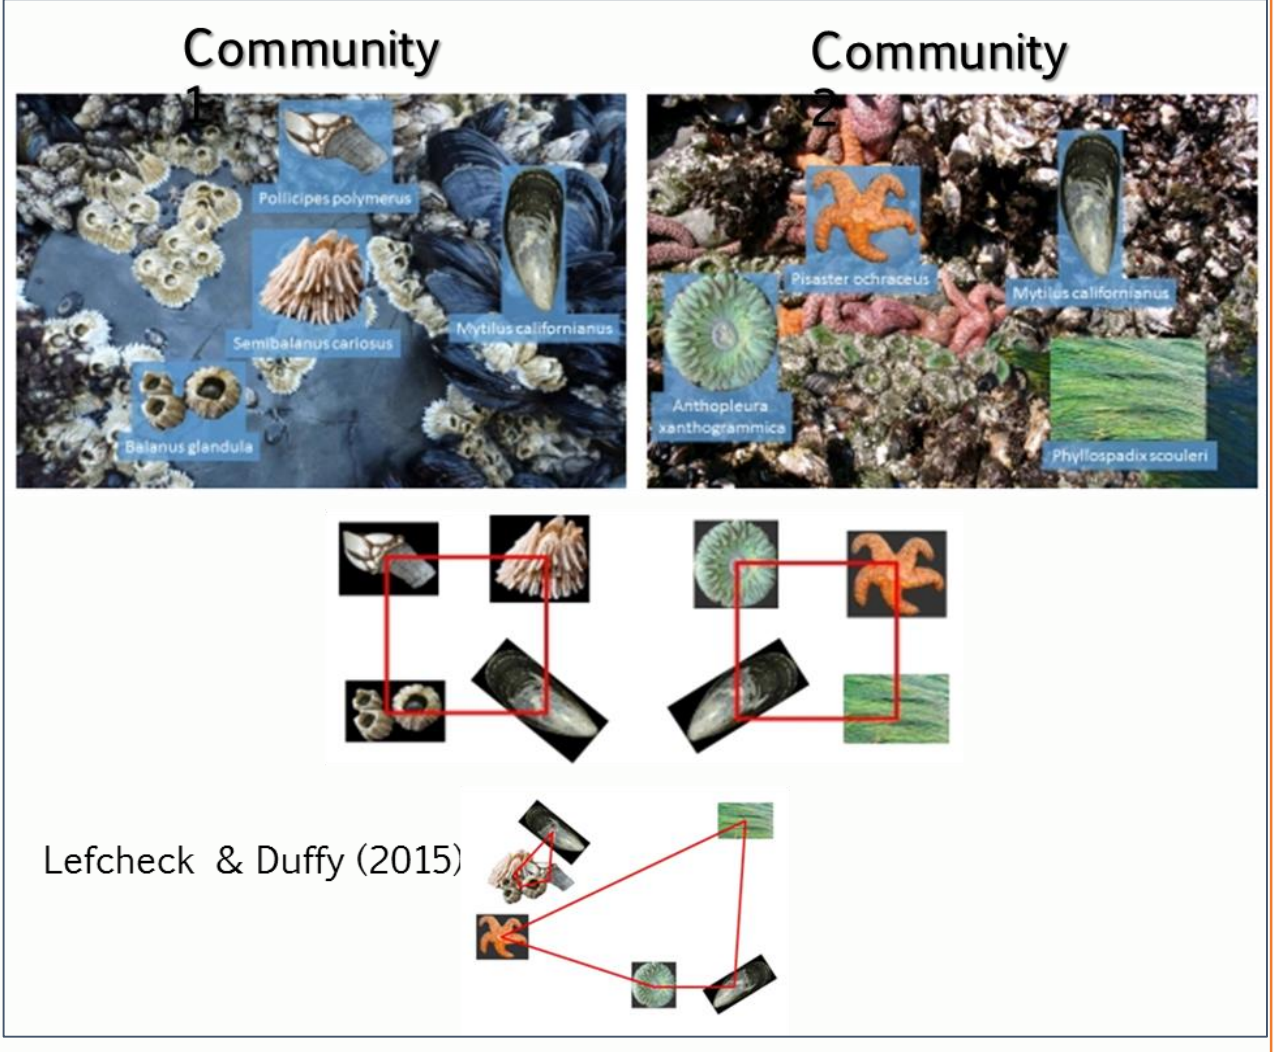 Community
1
Community
2
Pollicipes polymerus
Semibalanus cariosus
Mytilus californianus
Balanus glandula
Pisaster ochraceus
Mytilus californianus
Anthopleura
xanthogrammica
Phyllospadix scouleri
Lefcheck & Duffy (2015)